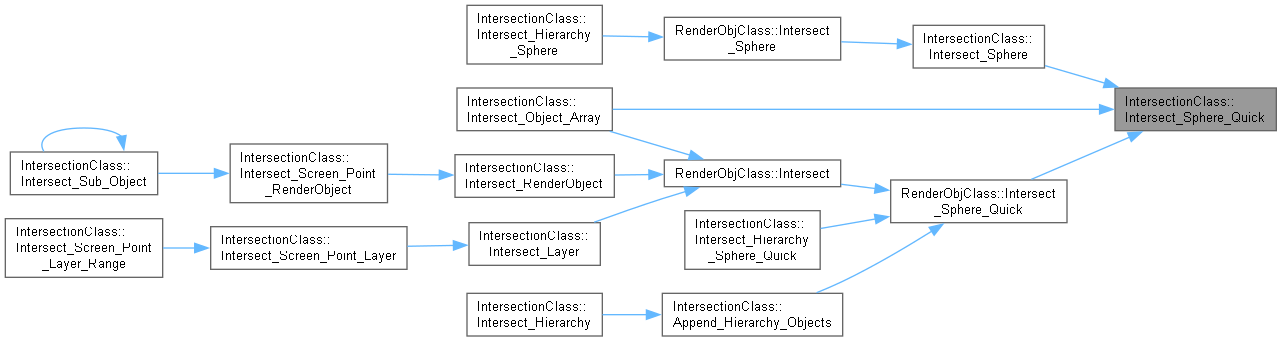 IntersectionClass::
Intersect_Hierarchy
_Sphere
RenderObjClass::Intersect
_Sphere
IntersectionClass::
Intersect_Sphere
IntersectionClass::
Intersect_Sphere_Quick
IntersectionClass::
Intersect_Object_Array
IntersectionClass::
Intersect_Sub_Object
IntersectionClass::
Intersect_Screen_Point
_RenderObject
IntersectionClass::
Intersect_RenderObject
RenderObjClass::Intersect
RenderObjClass::Intersect
_Sphere_Quick
IntersectionClass::
Intersect_Screen_Point
_Layer_Range
IntersectionClass::
Intersect_Screen_Point_Layer
IntersectionClass::
Intersect_Layer
IntersectionClass::
Intersect_Hierarchy
_Sphere_Quick
IntersectionClass::
Intersect_Hierarchy
IntersectionClass::
Append_Hierarchy_Objects